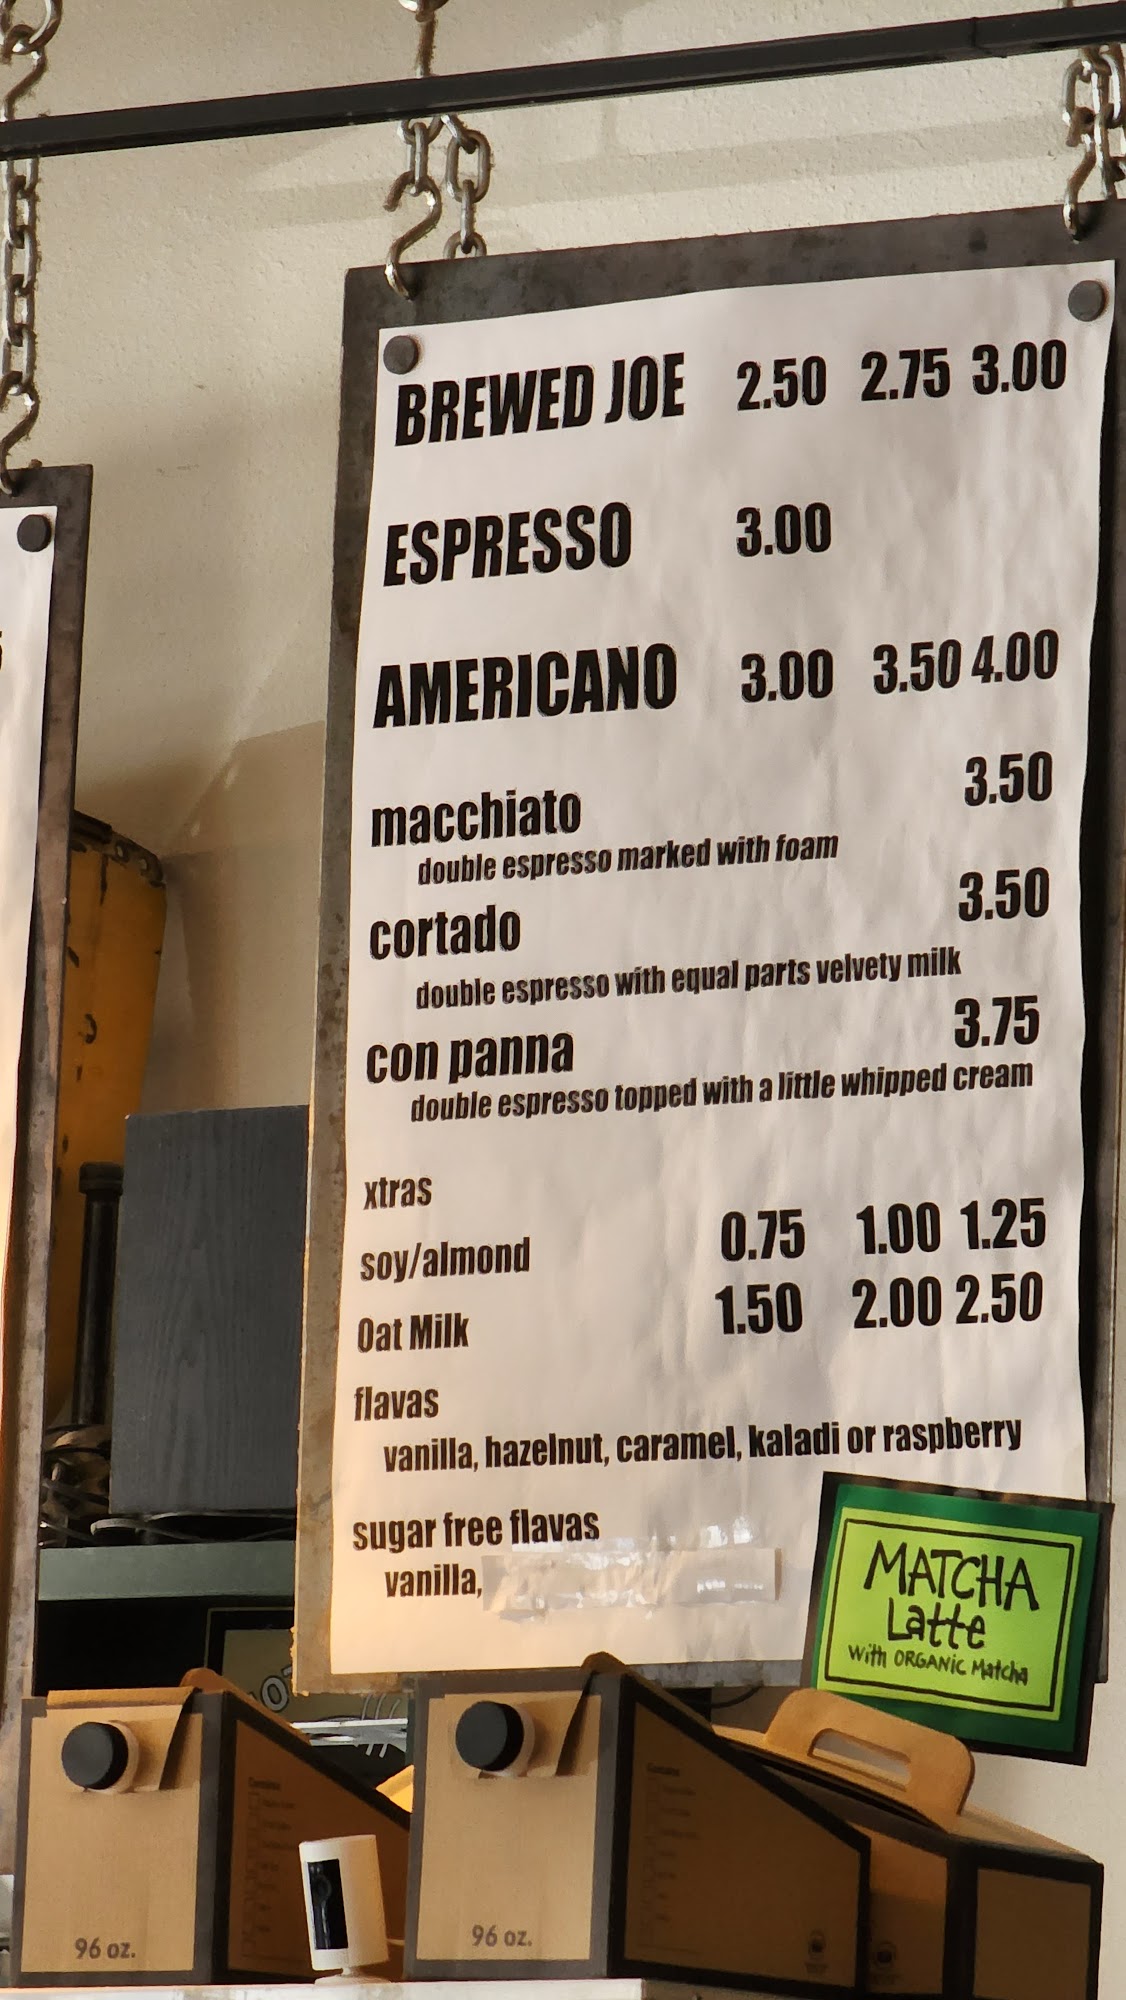 BREWED JOE 2.50 2.75 3.00
ESPRESSO 3.00
AMERICANO 3.00 3.50 4.00
macchiato 3.50
double espresso marked with foam
cortado 3.50
double espresso with equal parts velvety milk
con panna 3.75
double espresso topped with a little whipped cream
xtras
soy/almond 0.75 1.00 1.25
Oat Milk 1.50 2.00 2.50
flavas
vanilla, hazelnut, caramel, kaladi or raspberry
sugar free flavas
vanilla,
MATCHA
Latte
With ORGANIC Matcha
96 oz.
96 oz.